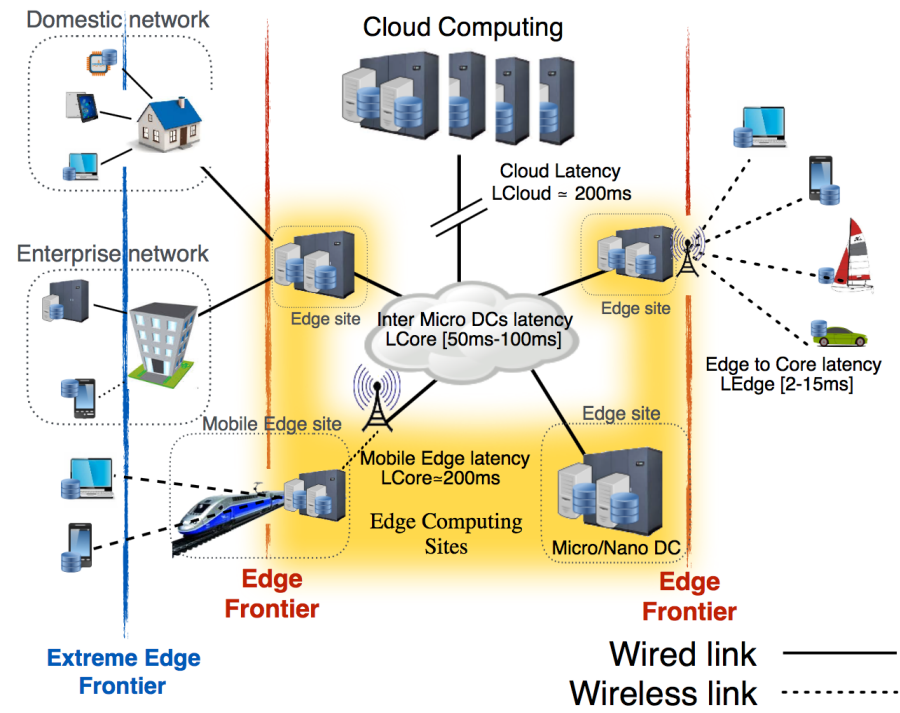 Domestic network
Cloud Computing
Cloud Latency
LCloud ≃ 200ms
Enterprise network
Edge site
Edge site
Inter Micro DCs latency
LCore [50ms-100ms]
Edge to Core latency
LEdge [2-15ms]
Mobile Edge site
Edge site
Mobile Edge latency
LCore≃200ms
Edge Computing
Sites
Micro/Nano DC
Edge
Frontier
Edge
Frontier
Extreme Edge
Frontier
Wired link
Wireless link